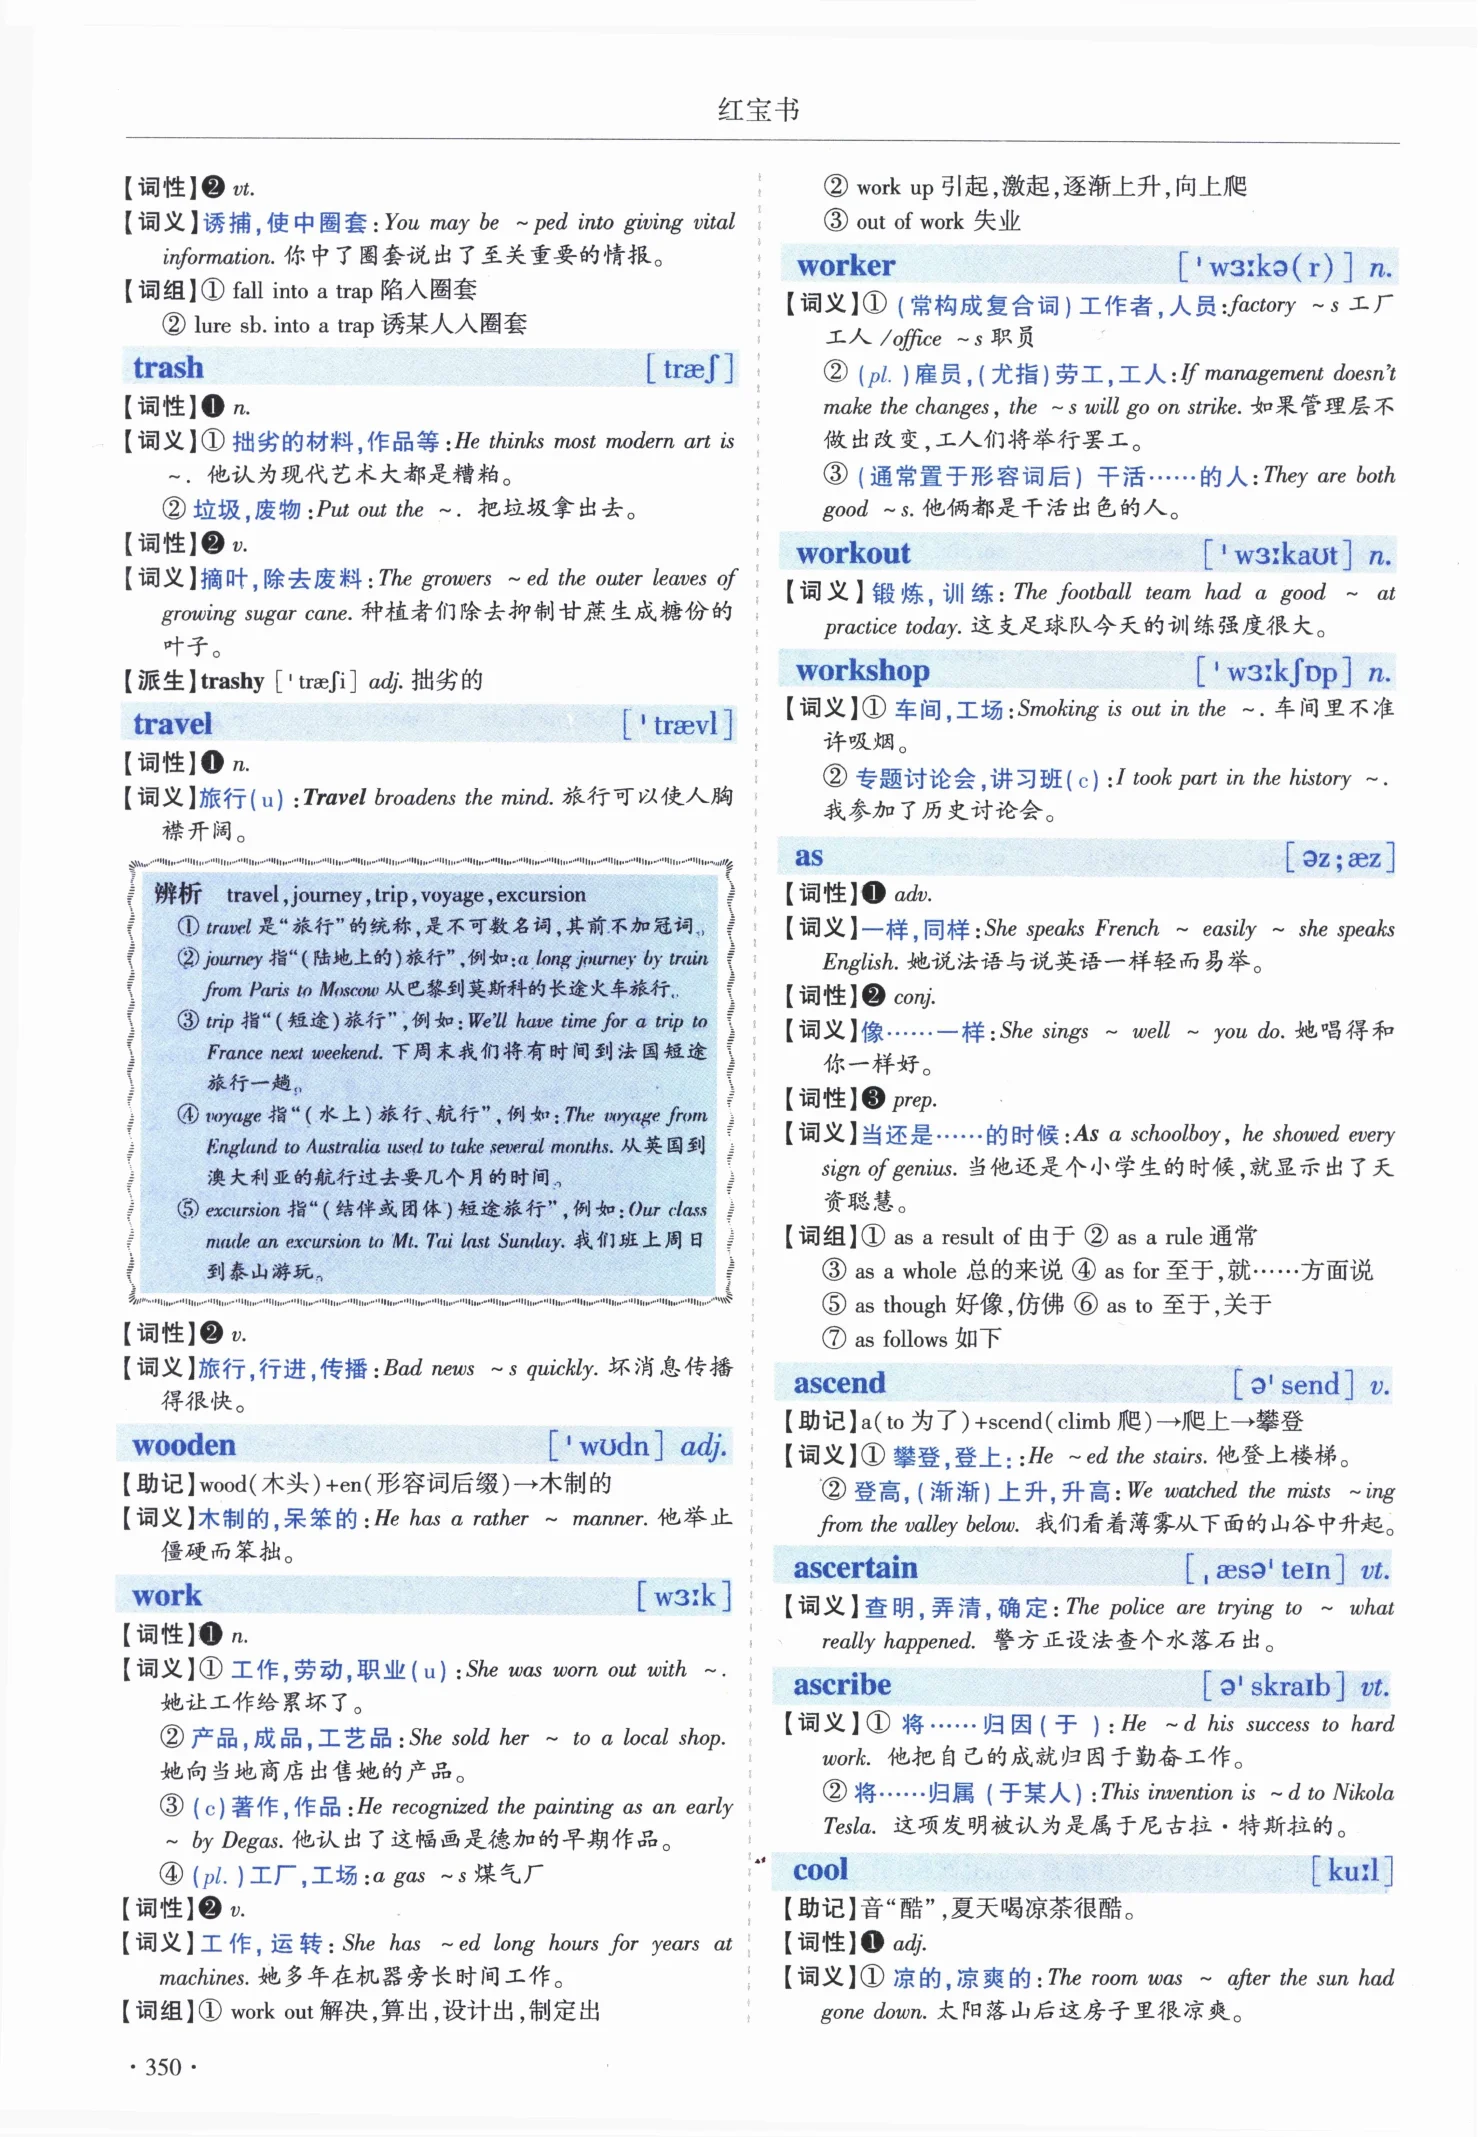 红宝书
【词性】❷ vt.
【词义】诱捕,使中圈套:You may be ~ped into giving vital
information. 你中了圈套说出了至关重要的情报。
【词组】① fall into a trap 陷入圈套
② lure sb. into a trap 诱某人入圈套
trash [træʃ]
【词性】❶ n.
【词义】① 拙劣的材料,作品等:He thinks most modern art is
~. 他认为现代艺术大都是糟粕。
② 垃圾,废物:Put out the ~. 把垃圾拿出去。
【词性】❷ v.
【词义】摘叶,除去废料:The growers ~ed the outer leaves of
growing sugar cane. 种植者们除去抑制甘蔗生成糖份的
叶子。
【派生】trashy [ˈtræʃi] adj. 拙劣的
travel [ˈtrævl]
【词性】❶ n.
【词义】旅行(u):Travel broadens the mind. 旅行可以使人胸
襟开阔。
辨析 travel,journey,trip,voyage,excursion
① travel 是“旅行”的统称,是不可数名词,其前不加冠词。
② journey 指“(陆地上的)旅行”,例如:a long journey by train
from Paris to Moscow 从巴黎到莫斯科的长途火车旅行。
③ trip 指“(短途)旅行”,例如:We'll have time for a trip to
France next weekend. 下周末我们将有时间到法国短途
旅行一趟。
④ voyage 指“(水上)旅行、航行”,例如:The voyage from
England to Australia used to take several months. 从英国到
澳大利亚的航行过去要几个月的时间。
⑤ excursion 指“(结伴或团体)短途旅行”,例如:Our class
made an excursion to Mt. Tai last Sunday. 我们班上周日
到泰山游玩。
【词性】❷ v.
【词义】旅行,行进,传播:Bad news ~s quickly. 坏消息传播
得很快。
wooden [ˈwʊdn] adj.
【助记】wood(木头)+en(形容词后缀)→木制的
【词义】木制的,呆笨的:He has a rather ~ manner. 他举止
僵硬而笨拙。
work [wɜːk]
【词性】❶ n.
【词义】① 工作,劳动,职业(u):She was worn out with ~.
她让工作给累坏了。
② 产品,成品,工艺品:She sold her ~ to a local shop.
她向当地商店出售她的产品。
③ (c)著作,作品:He recognized the painting as an early
~ by Degas. 他认出了这幅画是德加的早期作品。
④ (pl.)工厂,工场:a gas ~s 煤气厂
【词性】❷ v.
【词义】工作,运转:She has ~ed long hours for years at
machines. 她多年在机器旁长时间工作。
【词组】① work out 解决,算出,设计出,制定出
② work up 引起,激起,逐渐上升,向上爬
③ out of work 失业
worker [ˈwɜːkə(r)] n.
【词义】① (常构成复合词)工作者,人员:factory ~s 工厂
工人/office ~s 职员
② (pl.)雇员,(尤指)劳工,工人:If management doesn't
make the changes, the ~s will go on strike. 如果管理层不
做出改变,工人们将举行罢工。
③ (通常置于形容词后) 干活……的人:They are both
good ~s. 他俩都是干活出色的人。
workout [ˈwɜːkaʊt] n.
【词义】锻炼,训练:The football team had a good ~ at
practice today. 这支足球队今天的训练强度很大。
workshop [ˈwɜːkʃɒp] n.
【词义】① 车间,工场:Smoking is out in the ~. 车间里不准
许吸烟。
② 专题讨论会,讲习班(c):I took part in the history ~.
我参加了历史讨论会。
as [əz;æz]
【词性】❶ adv.
【词义】一样,同样:She speaks French ~ easily ~ she speaks
English. 她说法语与说英语一样轻而易举。
【词性】❷ conj.
【词义】像……一样:She sings ~ well ~ you do. 她唱得和
你一样好。
【词性】❸ prep.
【词义】当还是……的时候:As a schoolboy, he showed every
sign of genius. 当他还是个小学生的时候,就显示出了天
资聪慧。
【词组】① as a result of 由于 ② as a rule 通常
③ as a whole 总的来说 ④ as for 至于,就……方面说
⑤ as though 好像,仿佛 ⑥ as to 至于,关于
⑦ as follows 如下
ascend [əˈsend] v.
【助记】a(to 为了)+scend(climb 爬)→爬上→攀登
【词义】① 攀登,登上::He ~ed the stairs. 他登上楼梯。
② 登高,(渐渐)上升,升高:We watched the mists ~ing
from the valley below. 我们看着薄雾从下面的山谷中升起。
ascertain [ˌæsəˈteɪn] vt.
【词义】查明,弄清,确定:The police are trying to ~ what
really happened. 警方正设法查个水落石出。
ascribe [əˈskraɪb] vt.
【词义】① 将……归因(于 ):He ~d his success to hard
work. 他把自己的成就归因于勤奋工作。
② 将……归属 (于某人):This invention is ~d to Nikola
Tesla. 这项发明被认为是属于尼古拉·特斯拉的。
cool [kuːl]
【助记】音“酷”,夏天喝凉茶很酷。
【词性】❶ adj.
【词义】① 凉的,凉爽的:The room was ~ after the sun had
gone down. 太阳落山后这房子里很凉爽。
·350·